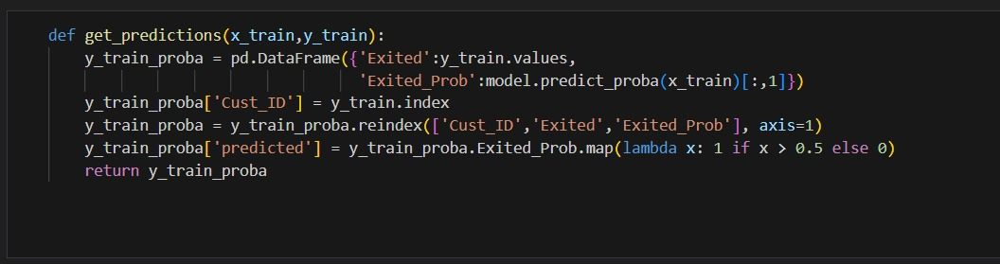 def get_predictions(x_train,y_train):
    y_train_proba = pd.DataFrame({'Exited':y_train.values,
                                  'Exited_Prob':model.predict_proba(x_train)[:,1]})
    y_train_proba['Cust_ID'] = y_train.index
    y_train_proba = y_train_proba.reindex(['Cust_ID','Exited','Exited_Prob'], axis=1)
    y_train_proba['predicted'] = y_train_proba.Exited_Prob.map(lambda x: 1 if x > 0.5 else 0)
    return y_train_proba